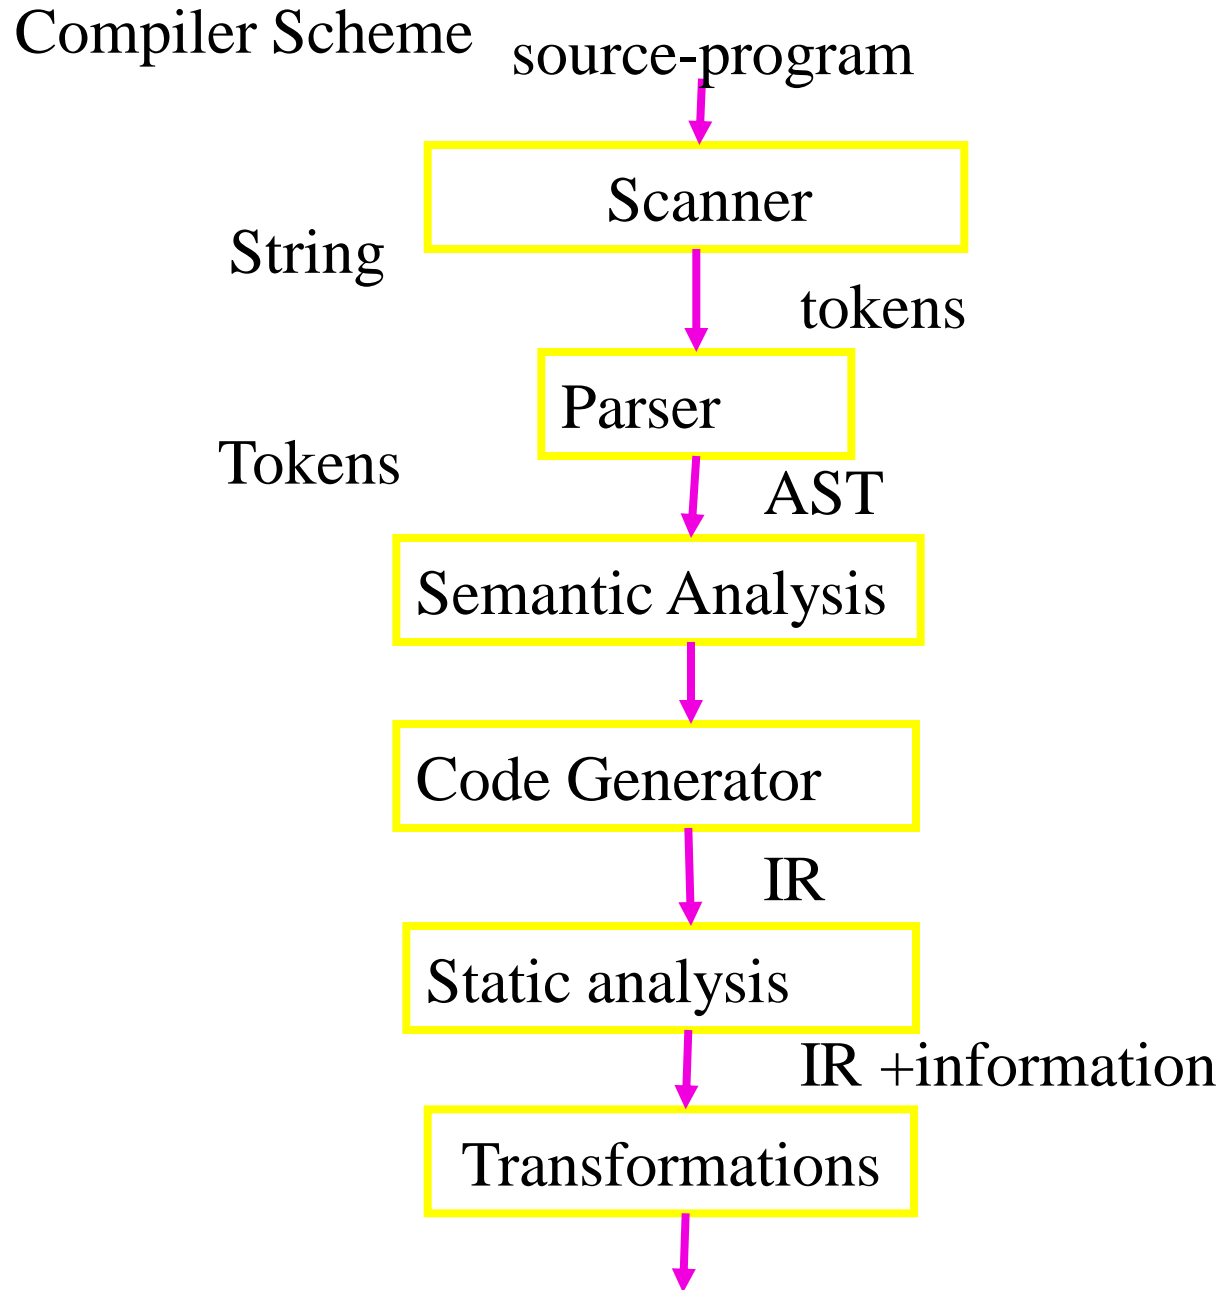 Compiler Scheme
source-program
Scanner
String
tokens
Parser
Tokens
AST
Semantic Analysis
Code Generator
IR
Static analysis
IR +information
Transformations